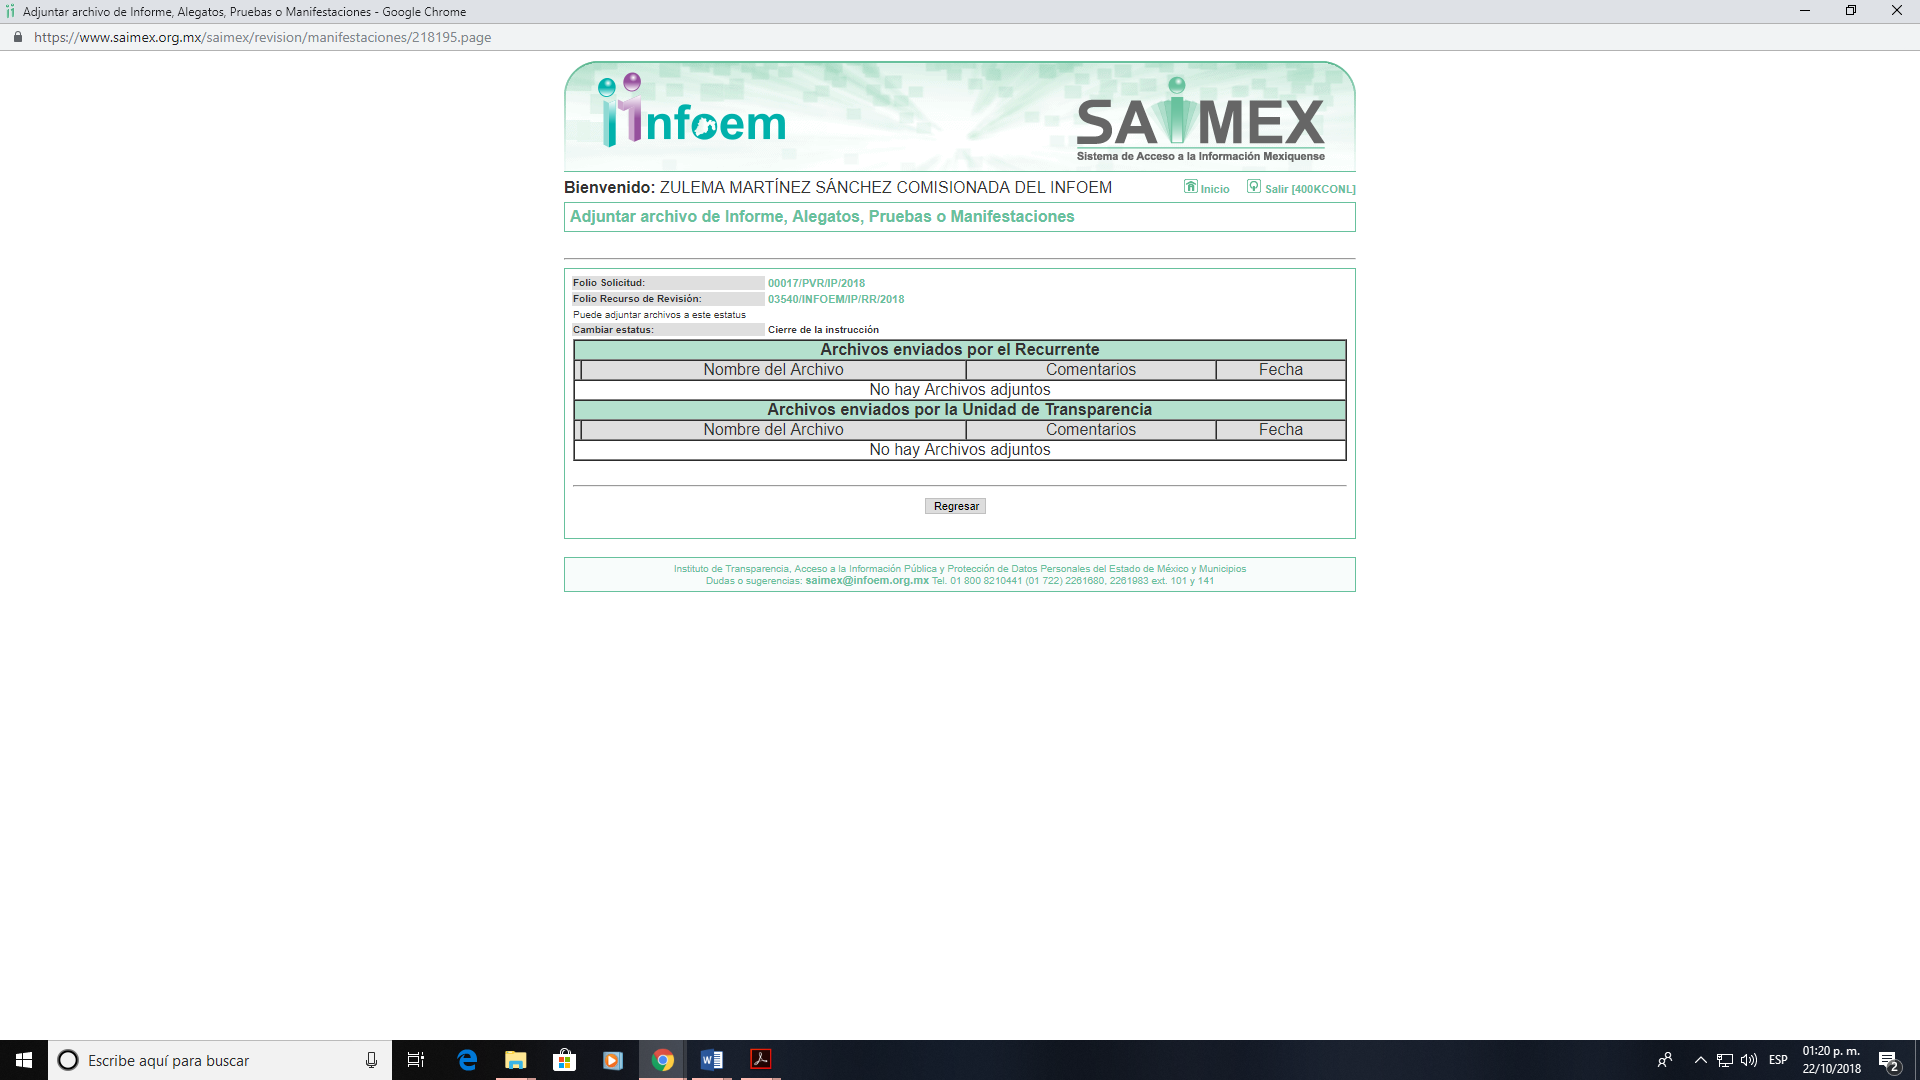 Adjuntar archivo de Informe, Alegatos, Pruebas o Manifestaciones - Google Chrome
https://www.saimex.org.mx/saimex/revision/manifestaciones/218195.page
infoem
SAIMEX
Sistema de Acceso a la Información Mexiquense
Bienvenido: ZULEMA MARTÍNEZ SÁNCHEZ COMISIONADA DEL INFOEM
Inicio
Salir [400KCONL]
Adjuntar archivo de Informe, Alegatos, Pruebas o Manifestaciones
Folio Solicitud: 00017/PVR/IP/2018
Folio Recurso de Revisión: 03540/INFOEM/IP/RR/2018
Puede adjuntar archivos a este estatus
Cambiar estatus: Cierre de la instrucción
Archivos enviados por el Recurrente
Nombre del Archivo Comentarios Fecha
No hay Archivos adjuntos
Archivos enviados por la Unidad de Transparencia
Nombre del Archivo Comentarios Fecha
No hay Archivos adjuntos
Regresar
Instituto de Transparencia, Acceso a la Información Pública y Protección de Datos Personales del Estado de México y Municipios
Dudas o sugerencias: saimex@infoem.org.mx Tel. 01 800 8210441 (01 722) 2261680, 2261983 ext. 101 y 141
Escribe aquí para buscar
ESP
01:20 p. m.
22/10/2018
2